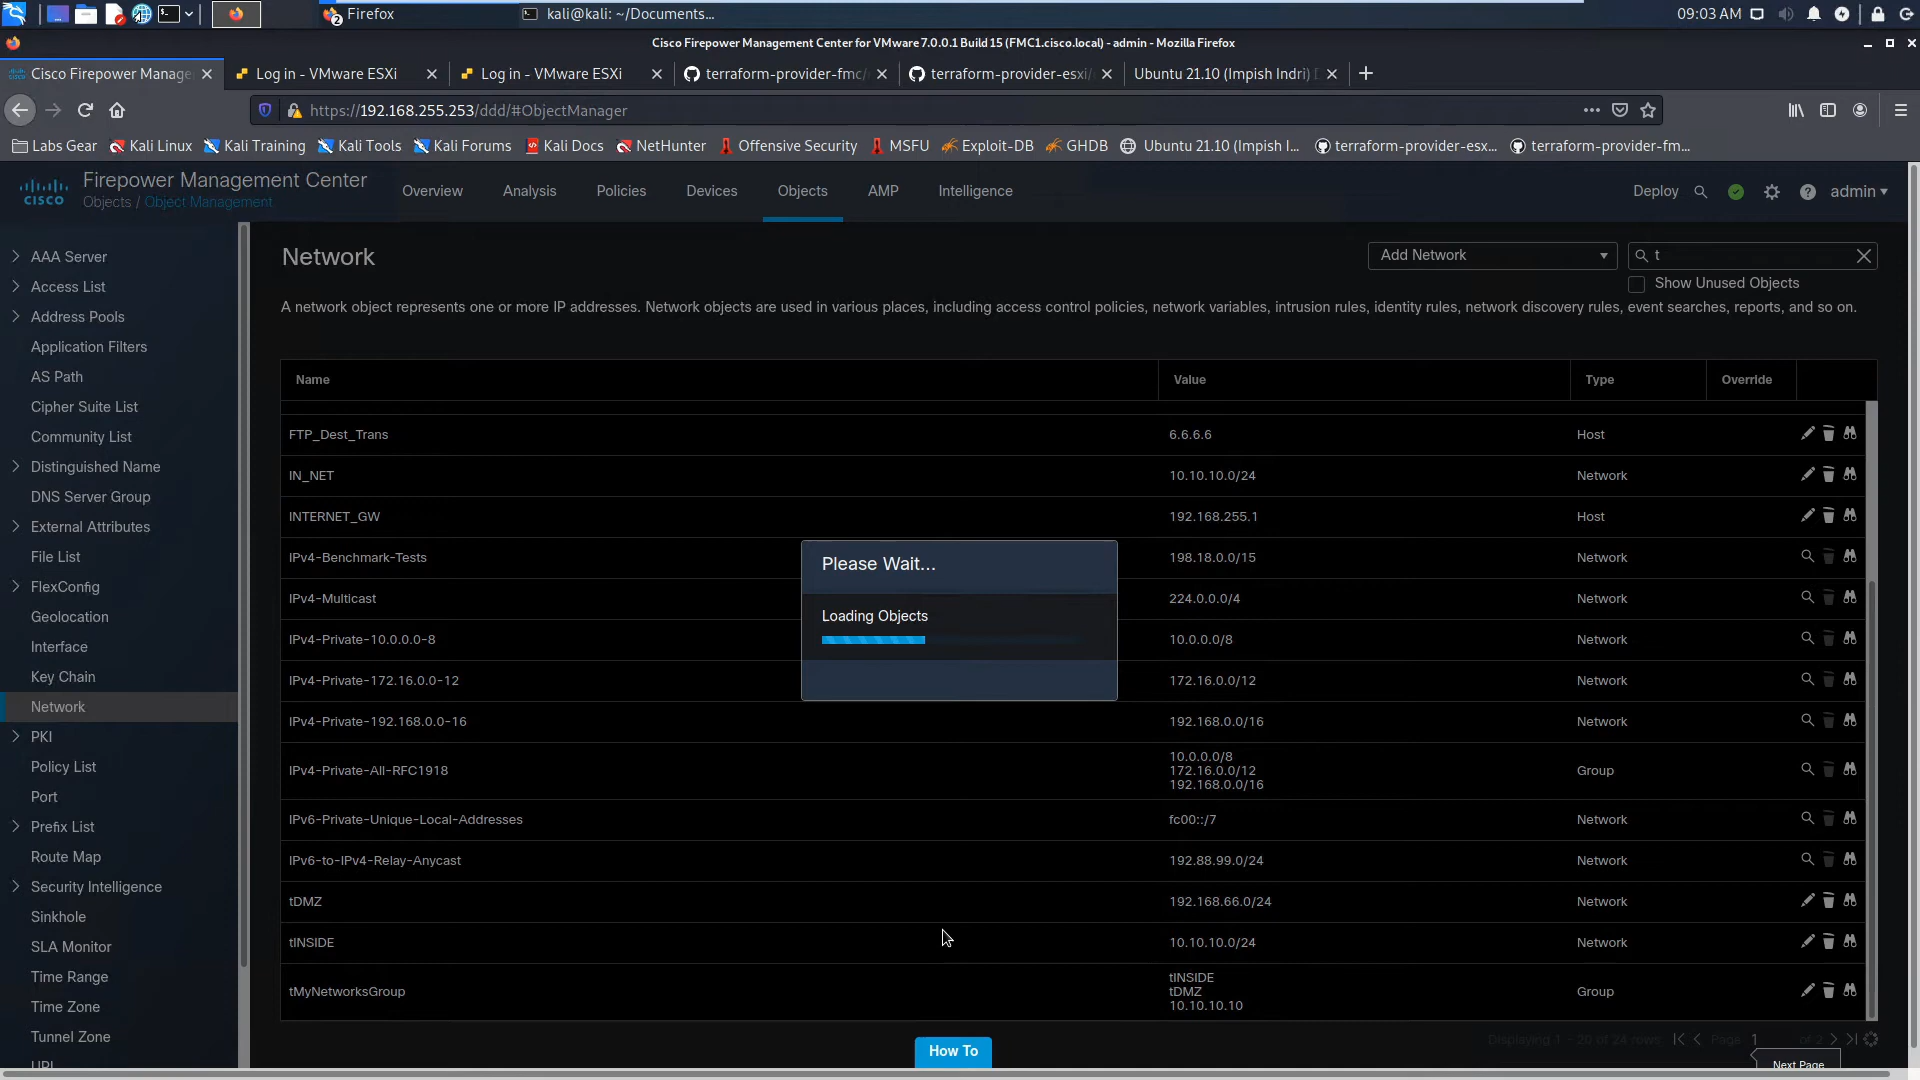 2
Firefox
kali@kali: ~/Documents...
09:03 AM
Cisco Firepower Management Center for VMware 7.0.0.1 Build 15 (FMC1.cisco.local) - admin - Mozilla Firefox
Cisco Firepower Manage
Log in - VMware ESXi
Log in - VMware ESXi
terraform-provider-fmc/
terraform-provider-esxi/
Ubuntu 21.10 (Impish Indri)
https://192.168.255.253/ddd/#ObjectManager
Labs Gear
Kali Linux
Kali Training
Kali Tools
Kali Forums
Kali Docs
NetHunter
Offensive Security
MSFU
Exploit-DB
GHDB
Ubuntu 21.10 (Impish I...
terraform-provider-esx...
terraform-provider-fm...
CISCO
Firepower Management Center
Objects / Object Management
Overview
Analysis
Policies
Devices
Objects
AMP
Intelligence
Deploy
admin
AAA Server
Access List
Address Pools
Application Filters
AS Path
Cipher Suite List
Community List
Distinguished Name
DNS Server Group
External Attributes
File List
FlexConfig
Geolocation
Interface
Key Chain
Network
PKI
Policy List
Port
Prefix List
Route Map
Security Intelligence
Sinkhole
SLA Monitor
Time Range
Time Zone
Tunnel Zone
URL
Network
Add Network
t
Show Unused Objects
A network object represents one or more IP addresses. Network objects are used in various places, including access control policies, network variables, intrusion rules, identity rules, network discovery rules, event searches, reports, and so on.
Name Value Type Override
FTP_Dest_Trans 6.6.6.6 Host
IN_NET 10.10.10.0/24 Network
INTERNET_GW 192.168.255.1 Host
IPv4-Benchmark-Tests 198.18.0.0/15 Network
IPv4-Multicast 224.0.0.0/4 Network
IPv4-Private-10.0.0.0-8 10.0.0.0/8 Network
IPv4-Private-172.16.0.0-12 172.16.0.0/12 Network
IPv4-Private-192.168.0.0-16 192.168.0.0/16 Network
IPv4-Private-All-RFC1918
10.0.0.0/8
172.16.0.0/12
192.168.0.0/16
Group
IPv6-Private-Unique-Local-Addresses fc00::/7 Network
IPv6-to-IPv4-Relay-Anycast 192.88.99.0/24 Network
tDMZ 192.168.66.0/24 Network
tINSIDE 10.10.10.0/24 Network
tMyNetworksGroup
tINSIDE
tDMZ
10.10.10.10
Group
Please Wait...
Loading Objects
Displaying 1 - 20 of 24 rows
Page 1 of 2
How To
Next Page